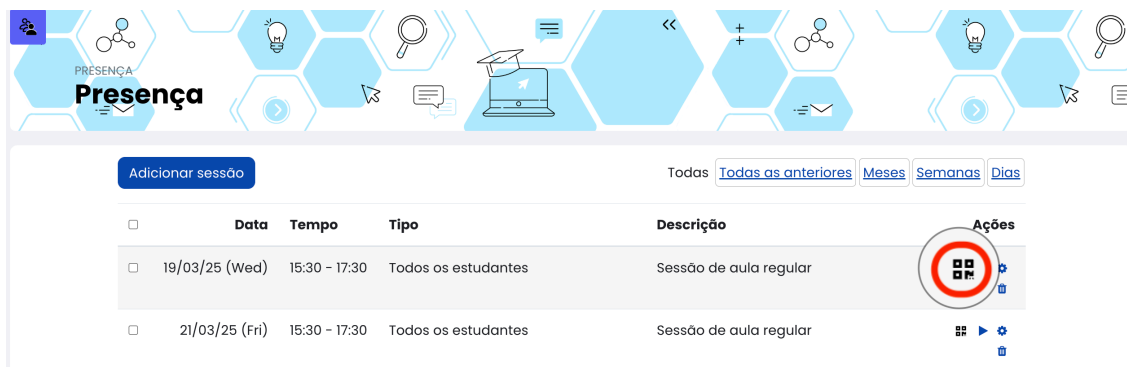 PRESENÇA
Presença
Adicionar sessão
Todas Todas as anteriores Meses Semanas Dias
Data Tempo Tipo Descrição Ações
19/03/25 (Wed) 15:30 - 17:30 Todos os estudantes Sessão de aula regular
21/03/25 (Fri) 15:30 - 17:30 Todos os estudantes Sessão de aula regular